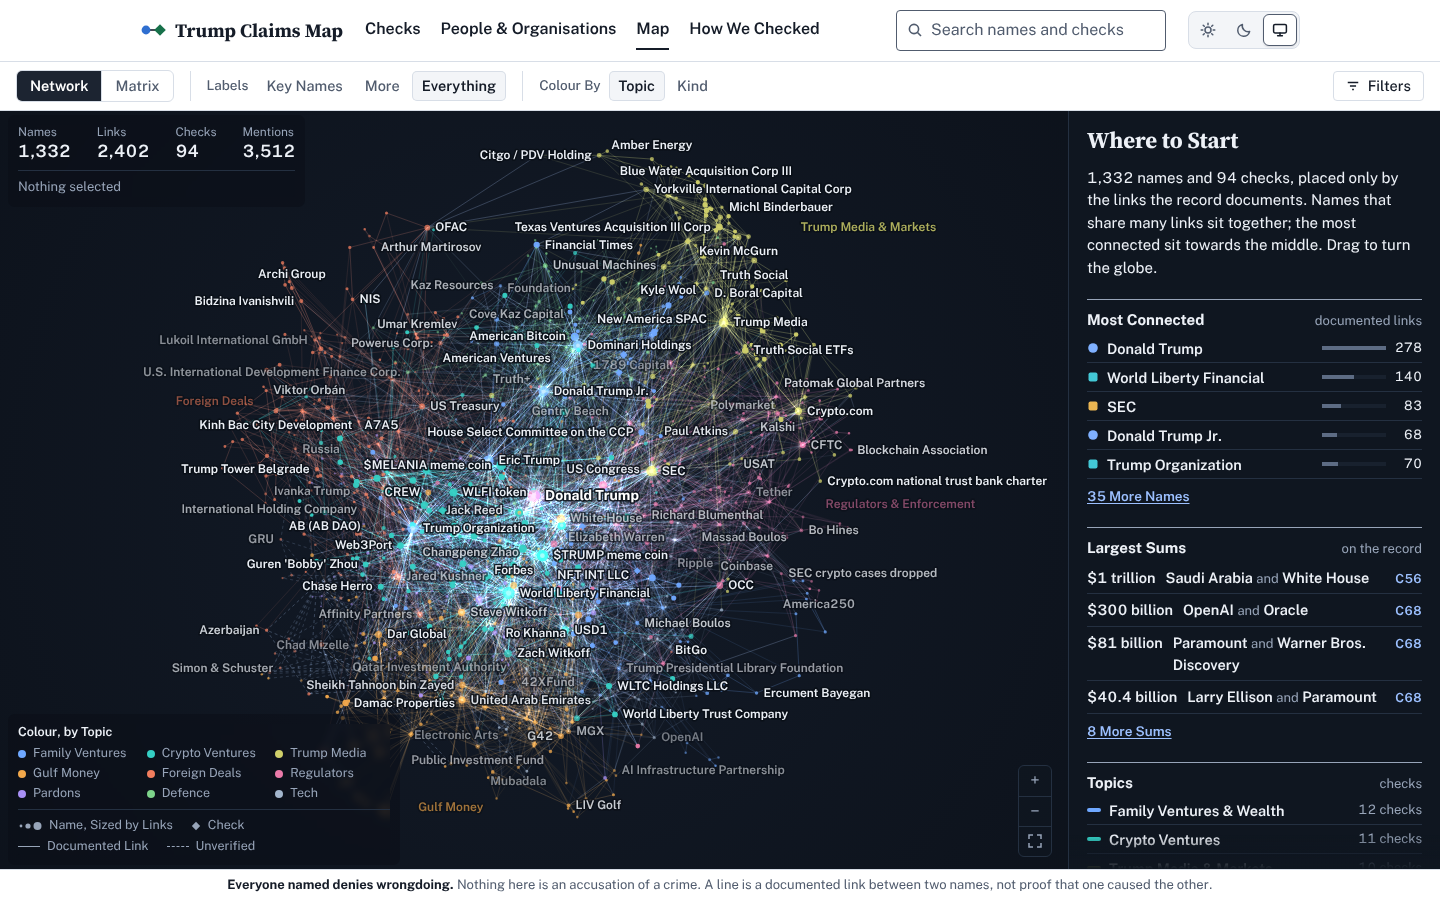 Trump Claims Map
Checks
People & Organisations
Map
How We Checked
Search names and checks
Network
Matrix
Labels
Key Names
More
Everything
Colour By
Topic
Kind
Filters
Names
Links
Checks
Mentions
1,332
2,402
94
3,512
Nothing selected
Amber Energy
Citgo / PDV Holding
Blue Water Acquisition Corp III
Yorkville International Capital Corp
Michl Binderbauer
OFAC
Texas Ventures Acquisition III Corp
Trump Media & Markets
Arthur Martirosov
Financial Times
Kevin McGurn
Unusual Machines
Archi Group
Truth Social
Kaz Resources
Foundation
Kyle Wool
D. Boral Capital
Bidzina Ivanishvili
NIS
Cove Kaz Capital
New America SPAC
Umar Kremlev
Trump Media
Lukoil International GmbH
Powerus Corp.
American Bitcoin
Dominari Holdings
American Ventures
Truth Social ETFs
1789 Capital
U.S. International Development Finance Corp.
Truth+
Patomak Global Partners
Viktor Orbán
Donald Trump Jr.
Foreign Deals
US Treasury
Gentry Beach
Polymarket
Crypto.com
Kinh Bac City Development
A7A5
House Select Committee on the CCP
Paul Atkins
Kalshi
Russia
CFTC
Blockchain Association
Trump Tower Belgrade
$MELANIA meme coin
Eric Trump
US Congress
SEC
USAT
Crypto.com national trust bank charter
Ivanka Trump
CREW
WLFI token
Donald Trump
Tether
Regulators & Enforcement
International Holding Company
Jack Reed
White House
Richard Blumenthal
AB (AB DAO)
Trump Organization
Bo Hines
GRU
Web3Port
Elizabeth Warren
Massad Boulos
Changpeng Zhao
$TRUMP meme coin
Guren 'Bobby' Zhou
Forbes
Ripple
Coinbase
Jared Kushner
NFT INT LLC
SEC crypto cases dropped
Chase Herro
World Liberty Financial
OCC
America250
Affinity Partners
Steve Witkoff
Michael Boulos
Azerbaijan
Dar Global
Ro Khanna
USD1
Chad Mizelle
Zach Witkoff
BitGo
Simon & Schuster
Qatar Investment Authority
Trump Presidential Library Foundation
Sheikh Tahnoon bin Zayed
42XFund
WLTC Holdings LLC
Ercument Bayegan
Damac Properties
United Arab Emirates
World Liberty Trust Company
Electronic Arts
G42
MGX
OpenAI
Public Investment Fund
AI Infrastructure Partnership
Mubadala
Gulf Money
LIV Golf
Colour, by Topic
Family Ventures
Crypto Ventures
Trump Media
Gulf Money
Foreign Deals
Regulators
Pardons
Defence
Tech
Name, Sized by Links
Check
Documented Link
Unverified
+
−
Where to Start
1,332 names and 94 checks, placed only by
the links the record documents. Names that
share many links sit together; the most
connected sit towards the middle. Drag to turn
the globe.
Most Connected
documented links
Donald Trump 278
World Liberty Financial 140
SEC 83
Donald Trump Jr. 68
Trump Organization 70
35 More Names
Largest Sums
on the record
$1 trillion Saudi Arabia and White House C56
$300 billion OpenAI and Oracle C68
$81 billion Paramount and Warner Bros. C68
Discovery
$40.4 billion Larry Ellison and Paramount C68
8 More Sums
Topics
checks
Family Ventures & Wealth 12 checks
Crypto Ventures 11 checks
Trump Media & Markets 10 checks
Everyone named denies wrongdoing. Nothing here is an accusation of a crime. A line is a documented link between two names, not proof that one caused the other.